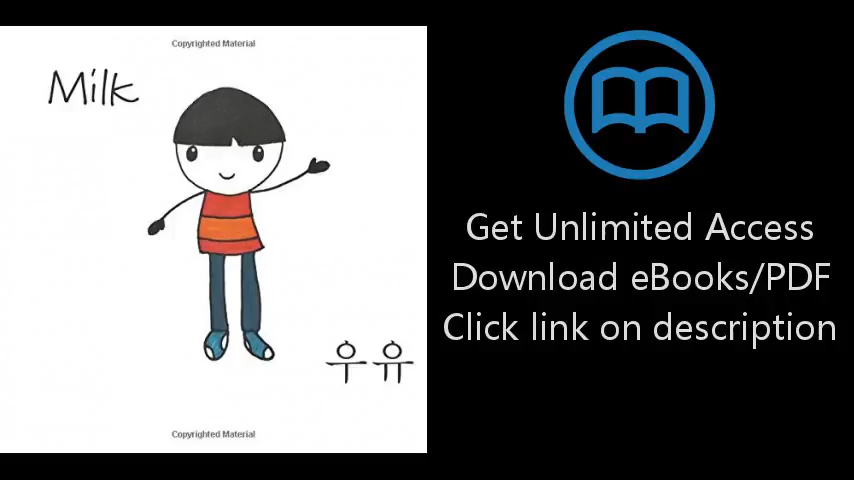 Copyrighted Material
Milk
우유
Copyrighted Material
Get Unlimited Access
Download eBooks/PDF
Click link on description